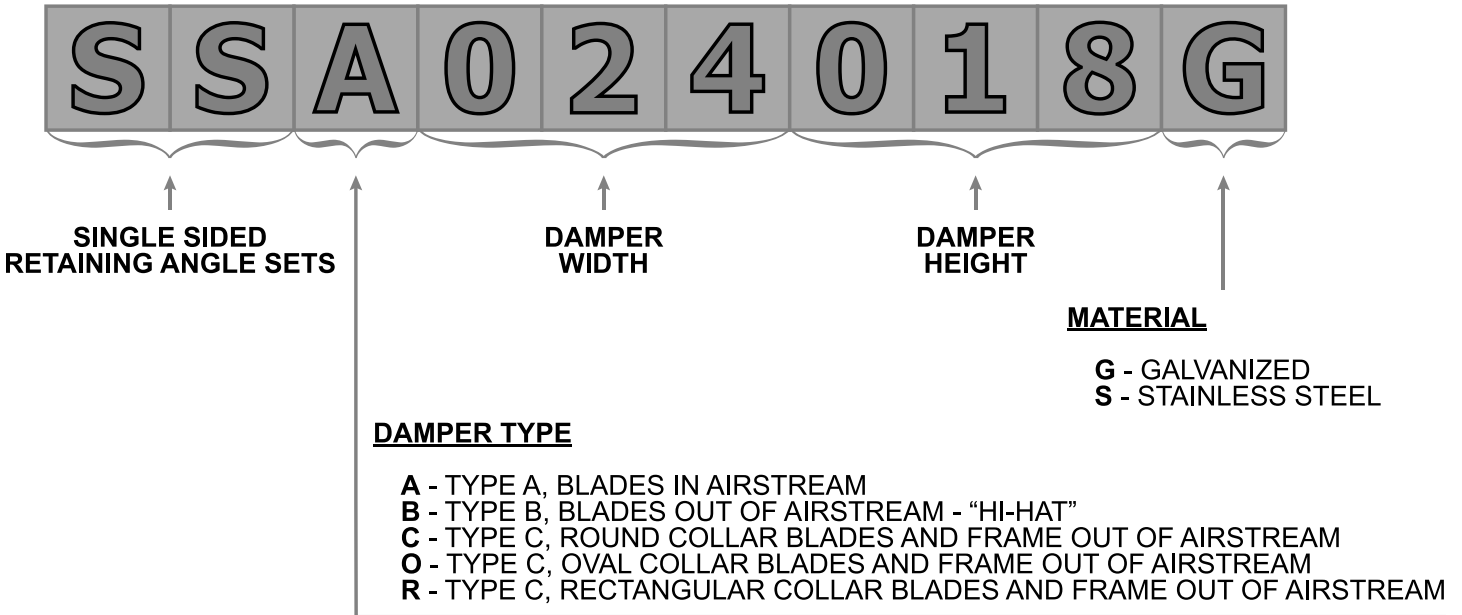 SSA024018G
SINGLE SIDED
RETAINING ANGLE SETS
DAMPER
WIDTH
DAMPER
HEIGHT
MATERIAL
G - GALVANIZED
S - STAINLESS STEEL
DAMPER TYPE
A - TYPE A, BLADES IN AIRSTREAM
B - TYPE B, BLADES OUT OF AIRSTREAM - “HI-HAT”
C - TYPE C, ROUND COLLAR BLADES AND FRAME OUT OF AIRSTREAM
O - TYPE C, OVAL COLLAR BLADES AND FRAME OUT OF AIRSTREAM
R - TYPE C, RECTANGULAR COLLAR BLADES AND FRAME OUT OF AIRSTREAM